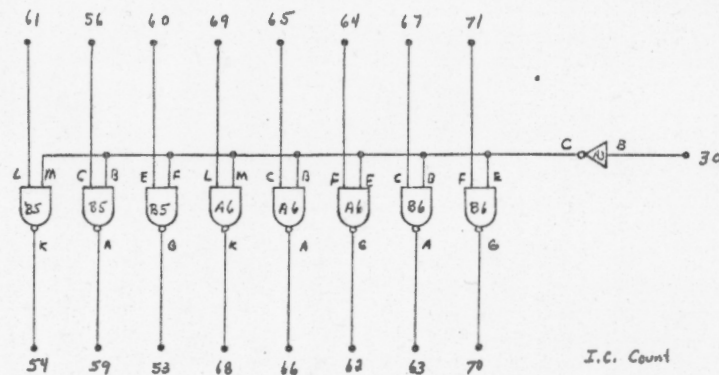 61 56 60 69 65 64 67 71
C B
30
L M C B E F L M C B F E C B F E
B5 B5 B5 A6 A6 A6 B6 B6
K A G K A G A G
54 59 53 68 66 62 63 70
I.C. Count